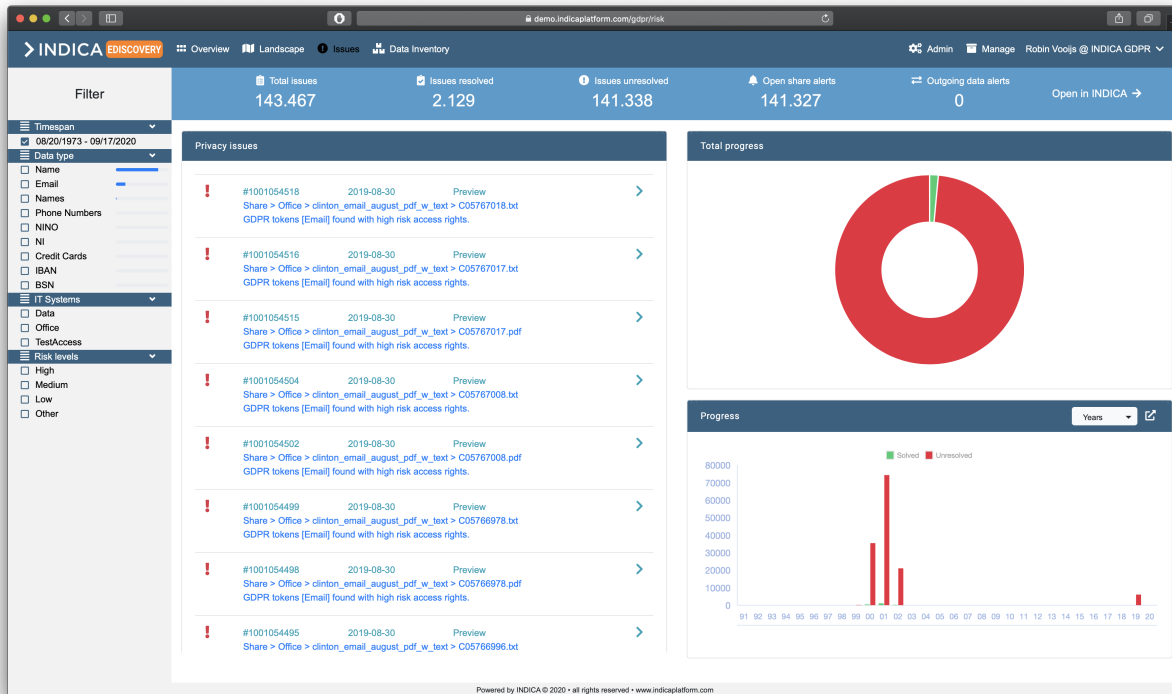 demo.indicaplatform.com/gdpr/risk
INDICA EDISCOVERY
Overview
Landscape
Issues
Data Inventory
Admin
Manage
Robin Vooijs @ INDICA GDPR
Filter
Total issues
143.467
Issues resolved
2.129
Issues unresolved
141.338
Open share alerts
141.327
Outgoing data alerts
0
Open in INDICA
Timespan
08/20/1973 - 09/17/2020
Data type
Name
Email
Names
Phone Numbers
NINO
NI
Credit Cards
IBAN
BSN
IT Systems
Data
Office
TestAccess
Risk levels
High
Medium
Low
Other
Privacy issues
#1001054518 2019-08-30 Preview
Share > Office > clinton_email_august_pdf_w_text > C05767018.txt
GDPR tokens [Email] found with high risk access rights.
#1001054516 2019-08-30 Preview
Share > Office > clinton_email_august_pdf_w_text > C05767017.txt
GDPR tokens [Email] found with high risk access rights.
#1001054515 2019-08-30 Preview
Share > Office > clinton_email_august_pdf_w_text > C05767017.pdf
GDPR tokens [Email] found with high risk access rights.
#1001054504 2019-08-30 Preview
Share > Office > clinton_email_august_pdf_w_text > C05767008.txt
GDPR tokens [Email] found with high risk access rights.
#1001054502 2019-08-30 Preview
Share > Office > clinton_email_august_pdf_w_text > C05767008.pdf
GDPR tokens [Email] found with high risk access rights.
#1001054499 2019-08-30 Preview
Share > Office > clinton_email_august_pdf_w_text > C05766978.txt
GDPR tokens [Email] found with high risk access rights.
#1001054498 2019-08-30 Preview
Share > Office > clinton_email_august_pdf_w_text > C05766978.pdf
GDPR tokens [Email] found with high risk access rights.
#1001054495 2019-08-30 Preview
Share > Office > clinton_email_august_pdf_w_text > C05766996.txt
Total progress
Progress
Years
Solved Unresolved
80000
70000
60000
50000
40000
30000
20000
10000
0
91 92 93 94 95 96 97 98 99 00 01 02 03 04 05 06 07 08 09 10 11 12 13 14 15 16 17 18 19 20
Powered by INDICA © 2020 • all rights reserved • www.indicaplatform.com